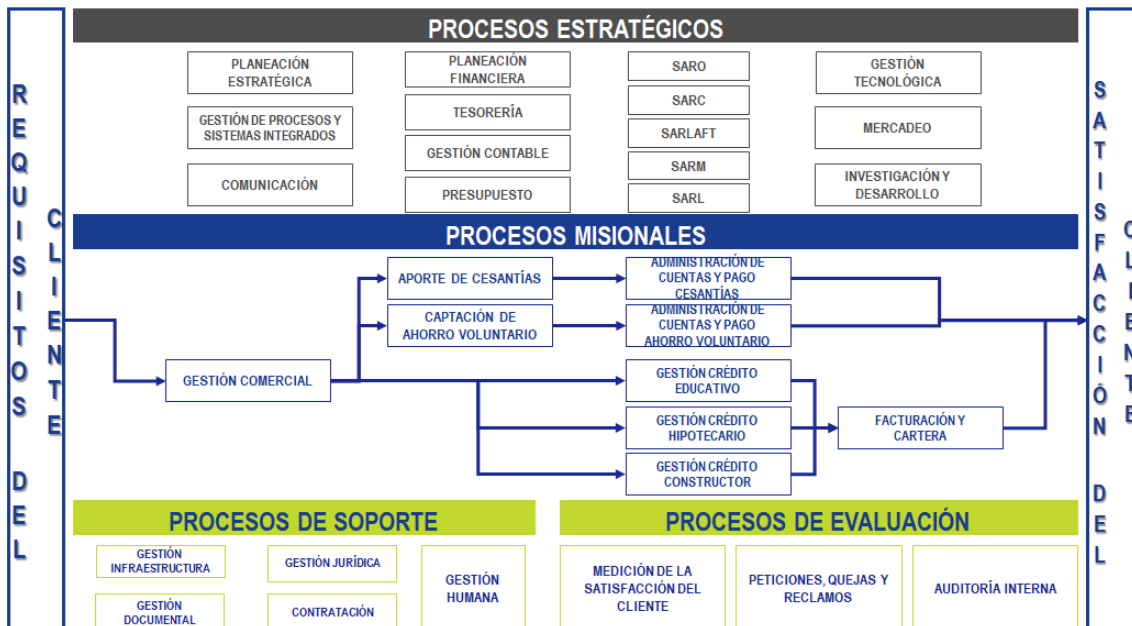 REQUISITOS DEL
CLIENTE
PROCESOS ESTRATÉGICOS
PLANEACIÓN
ESTRATÉGICA
GESTIÓN DE PROCESOS Y
SISTEMAS INTEGRADOS
COMUNICACIÓN
PLANEACIÓN
FINANCIERA
TESORERÍA
GESTIÓN CONTABLE
PRESUPUESTO
SARO
SARC
SARLAFT
SARM
SARL
GESTIÓN
TECNOLÓGICA
MERCADEO
INVESTIGACIÓN Y
DESARROLLO
PROCESOS MISIONALES
GESTIÓN COMERCIAL
APORTE DE CESANTÍAS
CAPTACIÓN DE
AHORRO VOLUNTARIO
ADMINISTRACIÓN DE
CUENTAS Y PAGO
CESANTÍAS
ADMINISTRACIÓN DE
CUENTAS Y PAGO
AHORRO VOLUNTARIO
GESTIÓN CRÉDITO
EDUCATIVO
GESTIÓN CRÉDITO
HIPOTECARIO
GESTIÓN CRÉDITO
CONSTRUCTOR
FACTURACIÓN Y
CARTERA
PROCESOS DE SOPORTE
GESTIÓN
INFRAESTRUCTURA
GESTIÓN
DOCUMENTAL
GESTIÓN JURÍDICA
CONTRATACIÓN
GESTIÓN
HUMANA
PROCESOS DE EVALUACIÓN
MEDICIÓN DE LA
SATISFACCIÓN DEL
CLIENTE
PETICIONES, QUEJAS Y
RECLAMOS
AUDITORÍA INTERNA
SATISFACCIÓN DEL
CLIENTE